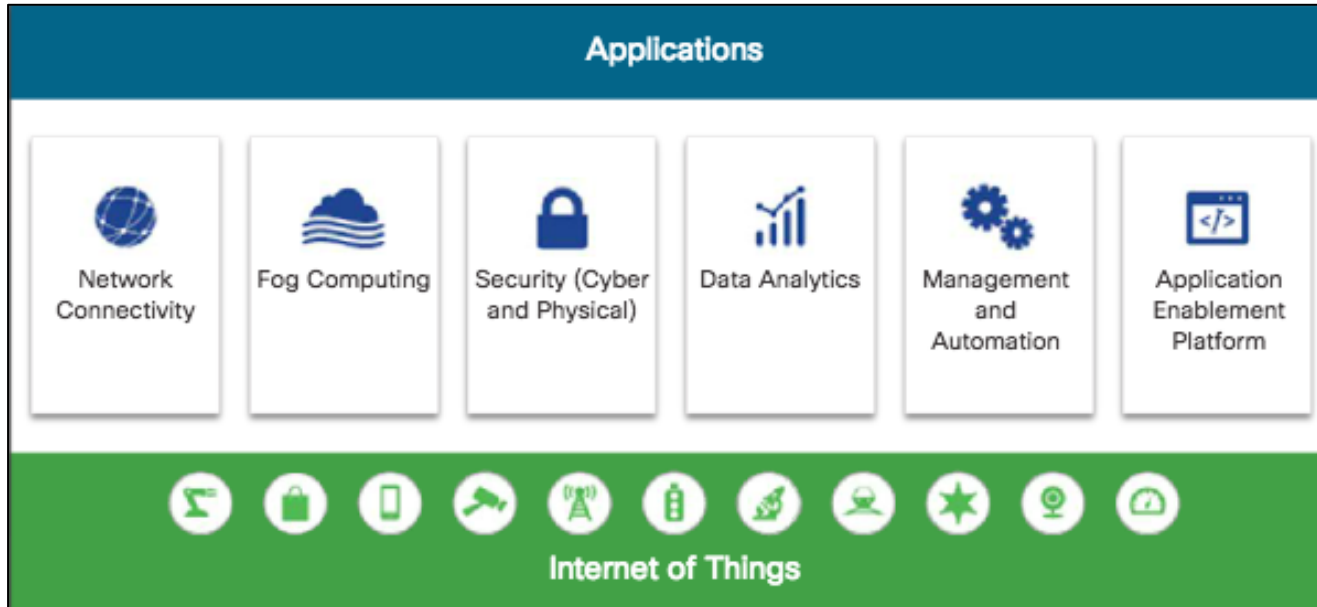 Applications
Network
Connectivity
Fog Computing
Security (Cyber
and Physical)
Data Analytics
Management
and
Automation
</>
Application
Enablement
Platform
Internet of Things